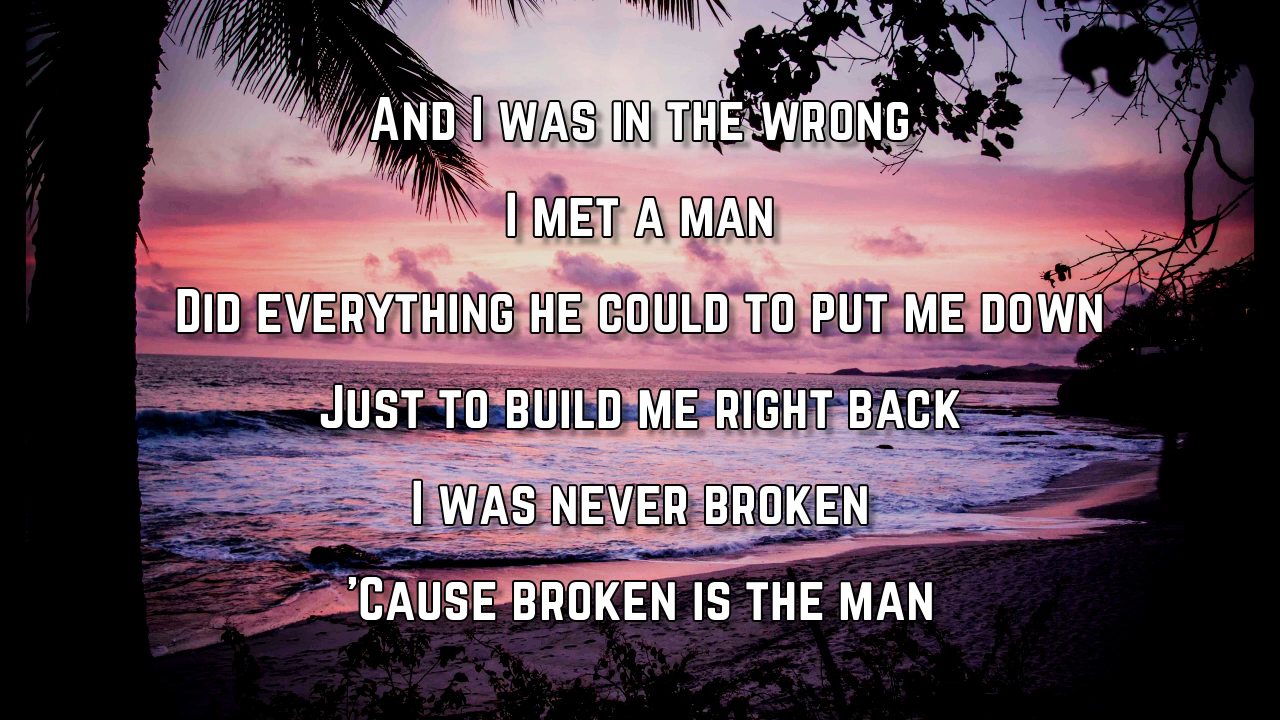 And I was in the wrong
I met a man
Did everything he could to put me down
Just to build me right back
I was never broken
'Cause broken is the man